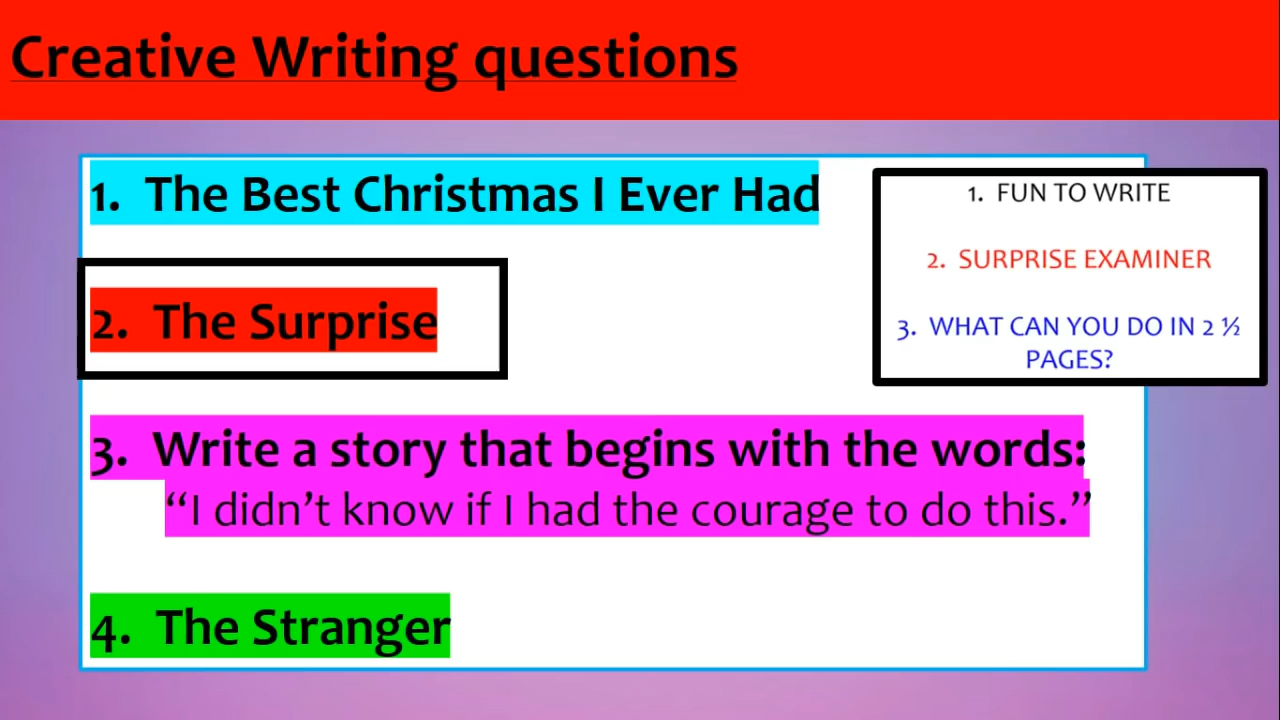 Creative Writing questions
1. The Best Christmas I Ever Had
2. The Surprise
3. Write a story that begins with the words:
“I didn’t know if I had the courage to do this.”
4. The Stranger
1. FUN TO WRITE
2. SURPRISE EXAMINER
3. WHAT CAN YOU DO IN 2 ½
PAGES?